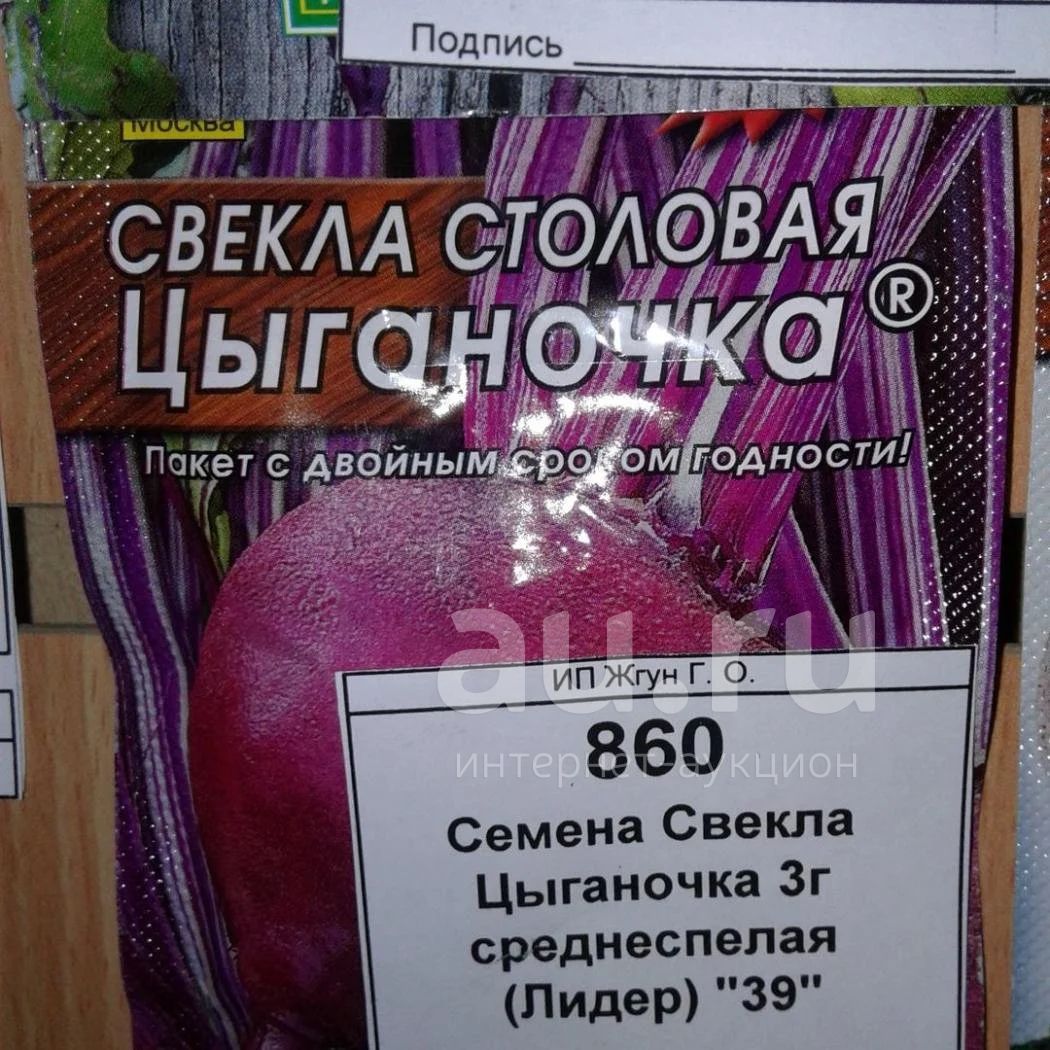 Подпись
Москва
СВЕКЛА СТОЛОВАЯ
Цыганочка ®
Пакет с двойным сроком годности!
au.ru
ИП Жгун Г. О.
860
интернет-аукцион
Семена Свекла
Цыганочка 3г
среднеспелая
(Лидер) "39"